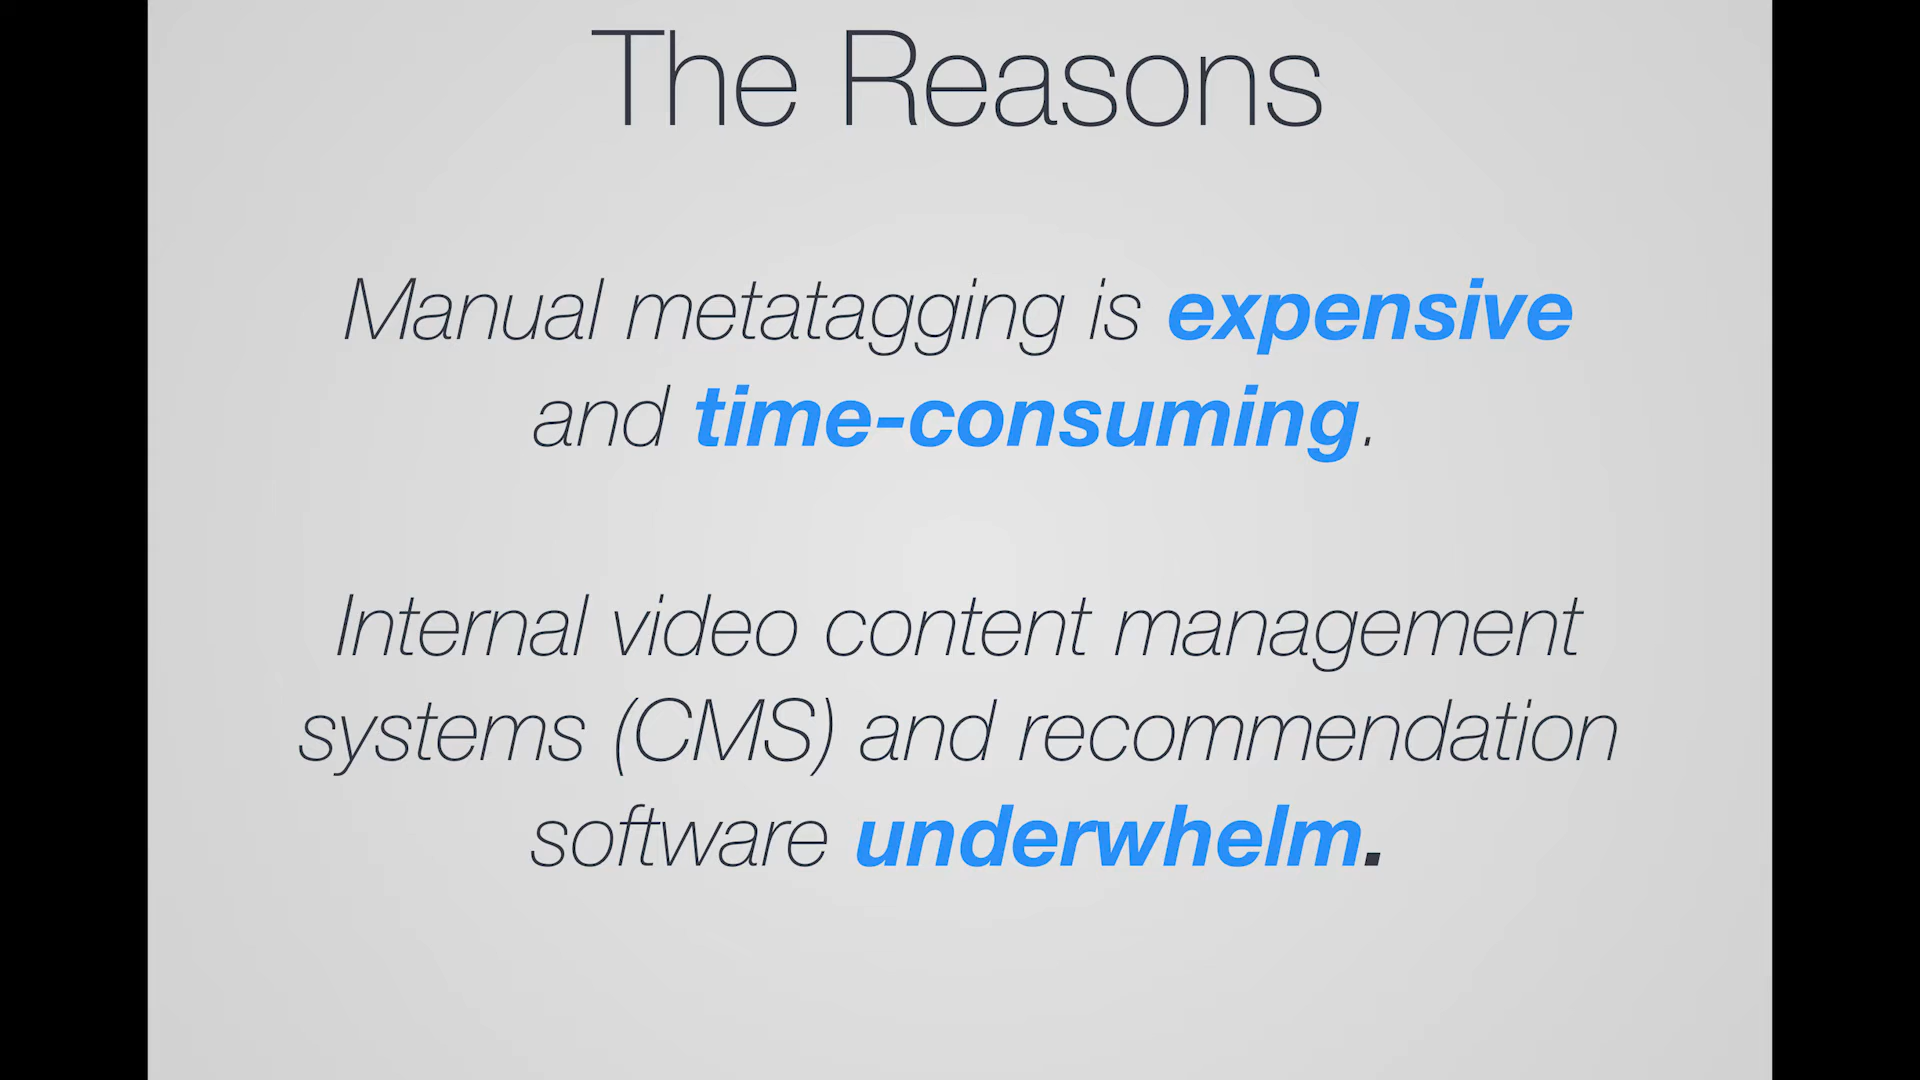 The Reasons
Manual metatagging is expensive
and time-consuming.
Internal video content management
systems (CMS) and recommendation
software underwhelm.